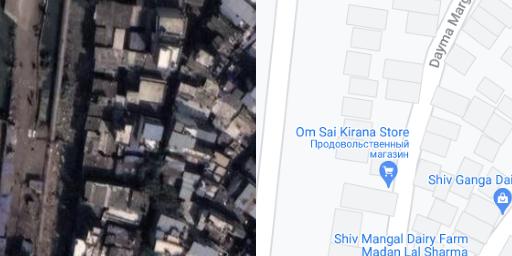 Dayma Marg
Om Sai Kirana Store
Продовольственный
магазин
Shiv Ganga Dai
Shiv Mangal Dairy Farm
Madan Lal Sharma